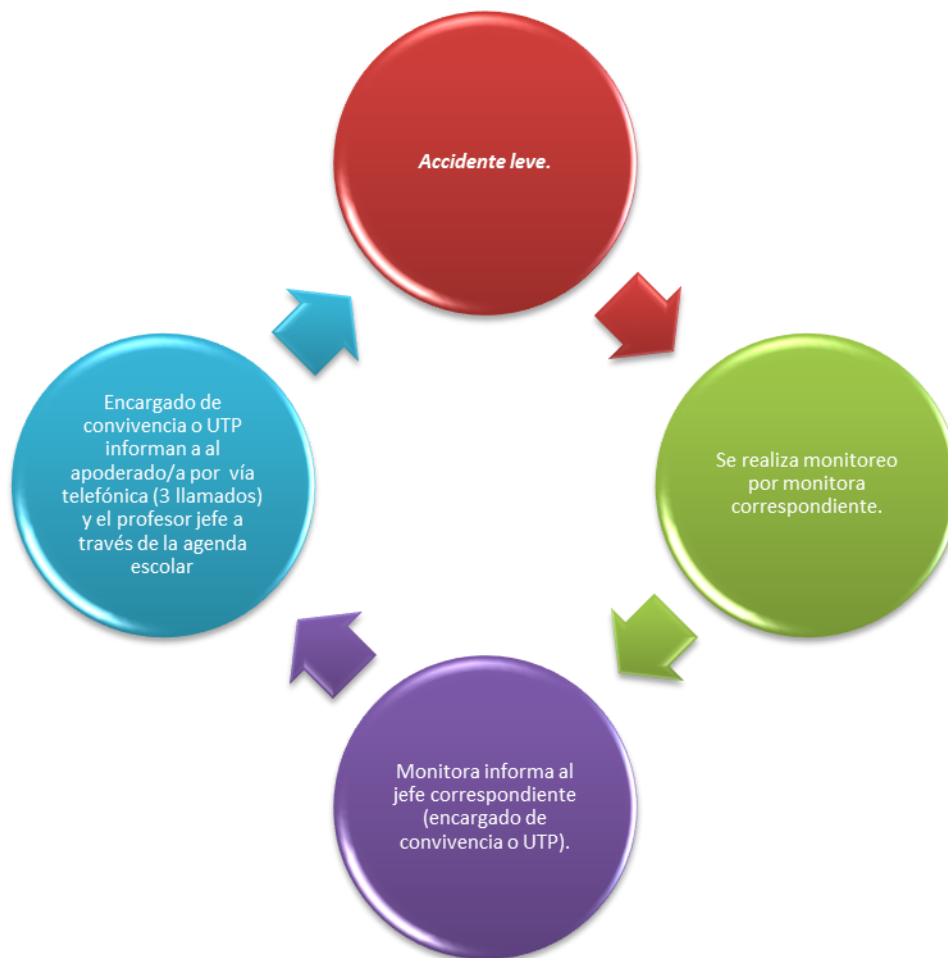 Accidente leve.
Se realiza monitoreo
por monitora
correspondiente.
Monitora informa al
jefe correspondiente
(encargado de
convivencia o UTP).
Encargado de
convivencia o UTP
informan a al
apoderado/a por vía
telefónica (3 llamados)
y el profesor jefe a
través de la agenda
escolar